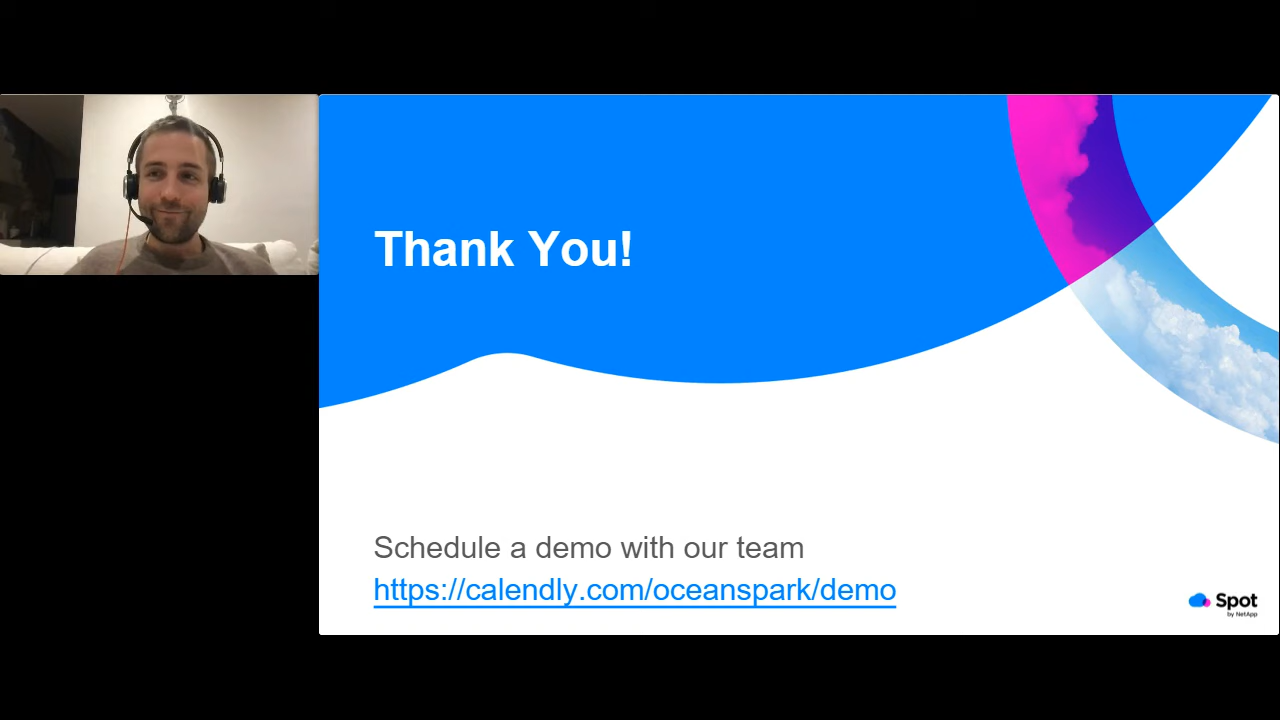 Thank You!
Schedule a demo with our team
https://calendly.com/oceanspark/demo
Spot
by NetApp